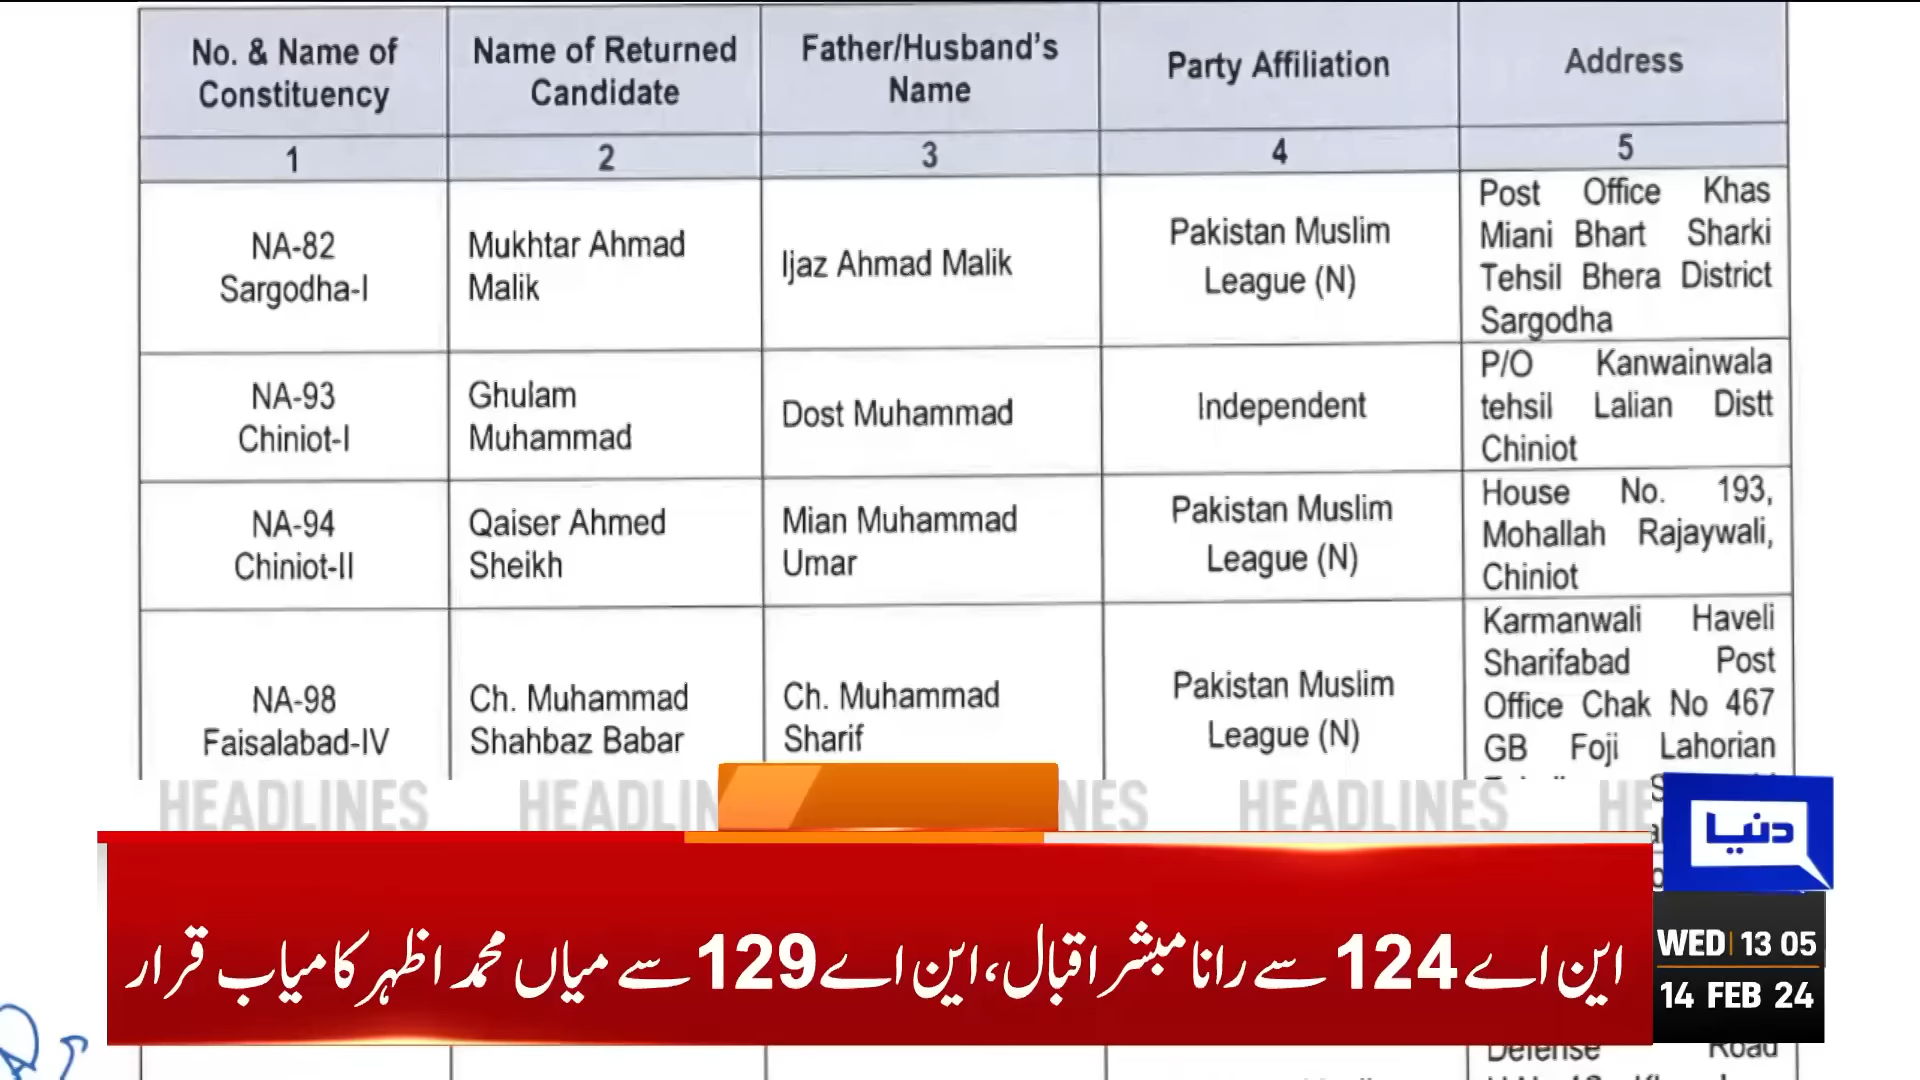 No. & Name of Constituency
Name of Returned Candidate
Father/Husband's Name
Party Affiliation
Address
1
2
3
4
5
NA-82
Sargodha-I
Mukhtar Ahmad
Malik
Ijaz Ahmad Malik
Pakistan Muslim
League (N)
Post Office Khas
Miani Bhart Sharki
Tehsil Bhera District
Sargodha
NA-93
Chiniot-I
Ghulam
Muhammad
Dost Muhammad
Independent
P/O Kanwainwala
tehsil Lalian Distt
Chiniot
NA-94
Chiniot-II
Qaiser Ahmed
Sheikh
Mian Muhammad
Umar
Pakistan Muslim
League (N)
House No. 193,
Mohallah Rajaywali,
Chiniot
NA-98
Faisalabad-IV
Ch. Muhammad
Shahbaz Babar
Ch. Muhammad
Sharif
Pakistan Muslim
League (N)
Karmanwali Haveli
Sharifabad Post
Office Chak No 467
GB Foji Lahorian
HEADLINES HEADLINES HEADLINES
دنیا
این اے 124 سے رانا مبشر اقبال، این اے 129 سے میاں محمد اظہر کامیاب قرار
WED 13 05
14 FEB 24
Defense Road